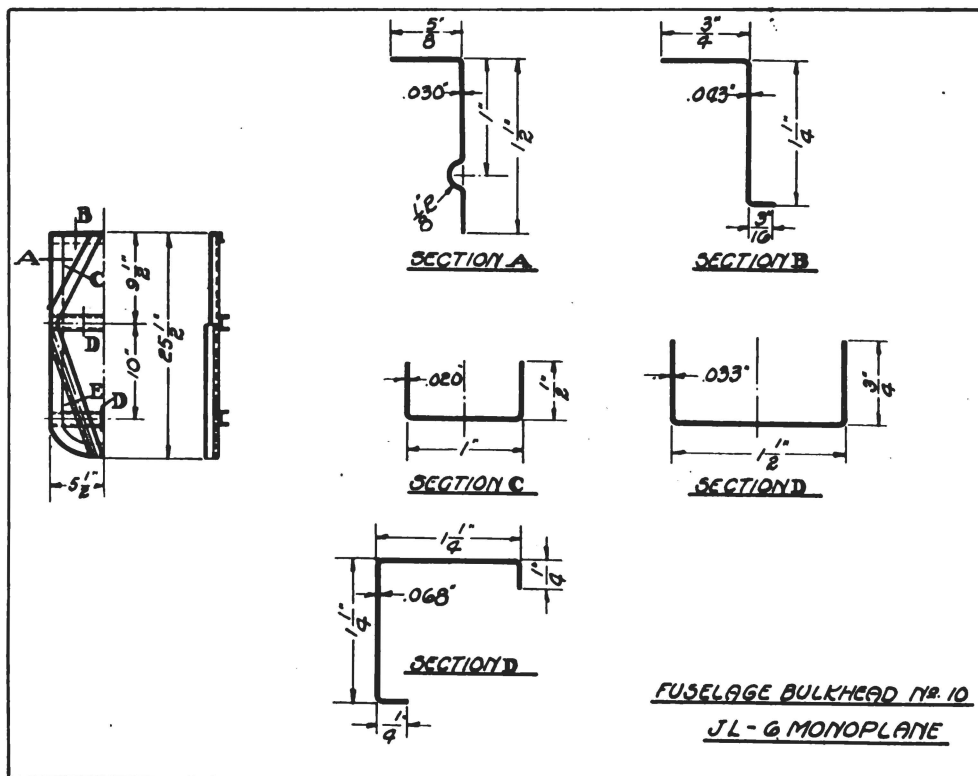 5/8"
.030"
1"
1 1/2"
1/8"R
SECTION A
3/4"
.043"
1 1/4"
3/16"
SECTION B
B
A
C
D
E
D
9 1/2"
10"
25 1/2"
5 1/2"
.020"
1/2"
1"
SECTION C
.033"
3/4"
1 1/2"
SECTION D
1 1/4"
1/4"
.068"
1 1/4"
1/4"
SECTION D
FUSELAGE BULKHEAD No. 10
JL-6 MONOPLANE